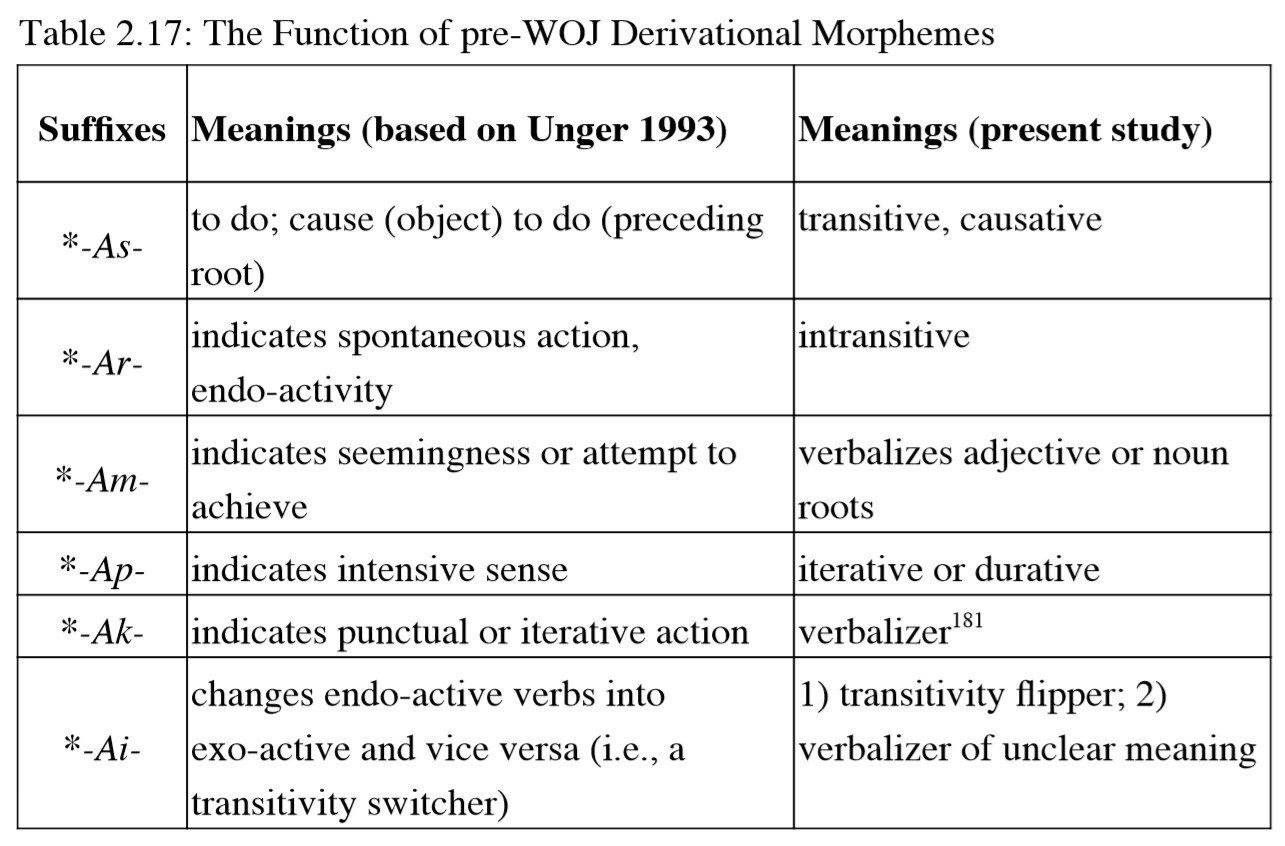 Table 2.17: The Function of pre-WOJ Derivational Morphemes
Suffixes Meanings (based on Unger 1993) Meanings (present study)
*-As- to do; cause (object) to do (preceding transitive, causative
root)
*-Ar- indicates spontaneous action, intransitive
endo-activity
*-Am- indicates seemingness or attempt to verbalizes adjective or noun
achieve roots
*-Ap- indicates intensive sense iterative or durative
*-Ak- indicates punctual or iterative action verbalizer181
*-Ai- changes endo-active verbs into 1) transitivity flipper; 2)
exo-active and vice versa (i.e., a verbalizer of unclear meaning
transitivity switcher)